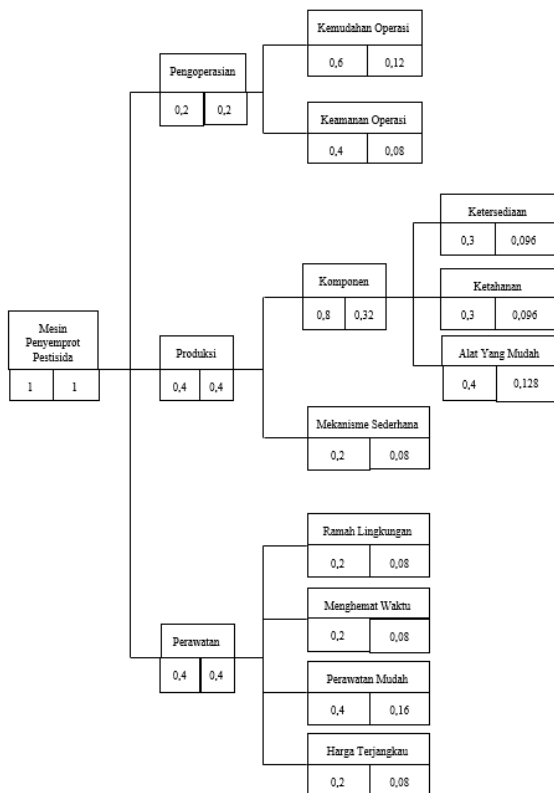 Kemudahan Operasi
0,6 0,12
Pengoperasian
0,2 0,2
Keamanan Operasi
0,4 0,08
Ketersediaan
0,3 0,096
Komponen
0,8 0,32
Ketahanan
0,3 0,096
Mesin
Penyemprot
Pestisida
1 1
Produksi
0,4 0,4
Alat Yang Mudah
0,4 0,128
Mekanisme Sederhana
0,2 0,08
Ramah Lingkungan
0,2 0,08
Menghemat Waktu
0,2 0,08
Perawatan
0,4 0,4
Perawatan Mudah
0,4 0,16
Harga Terjangkau
0,2 0,08